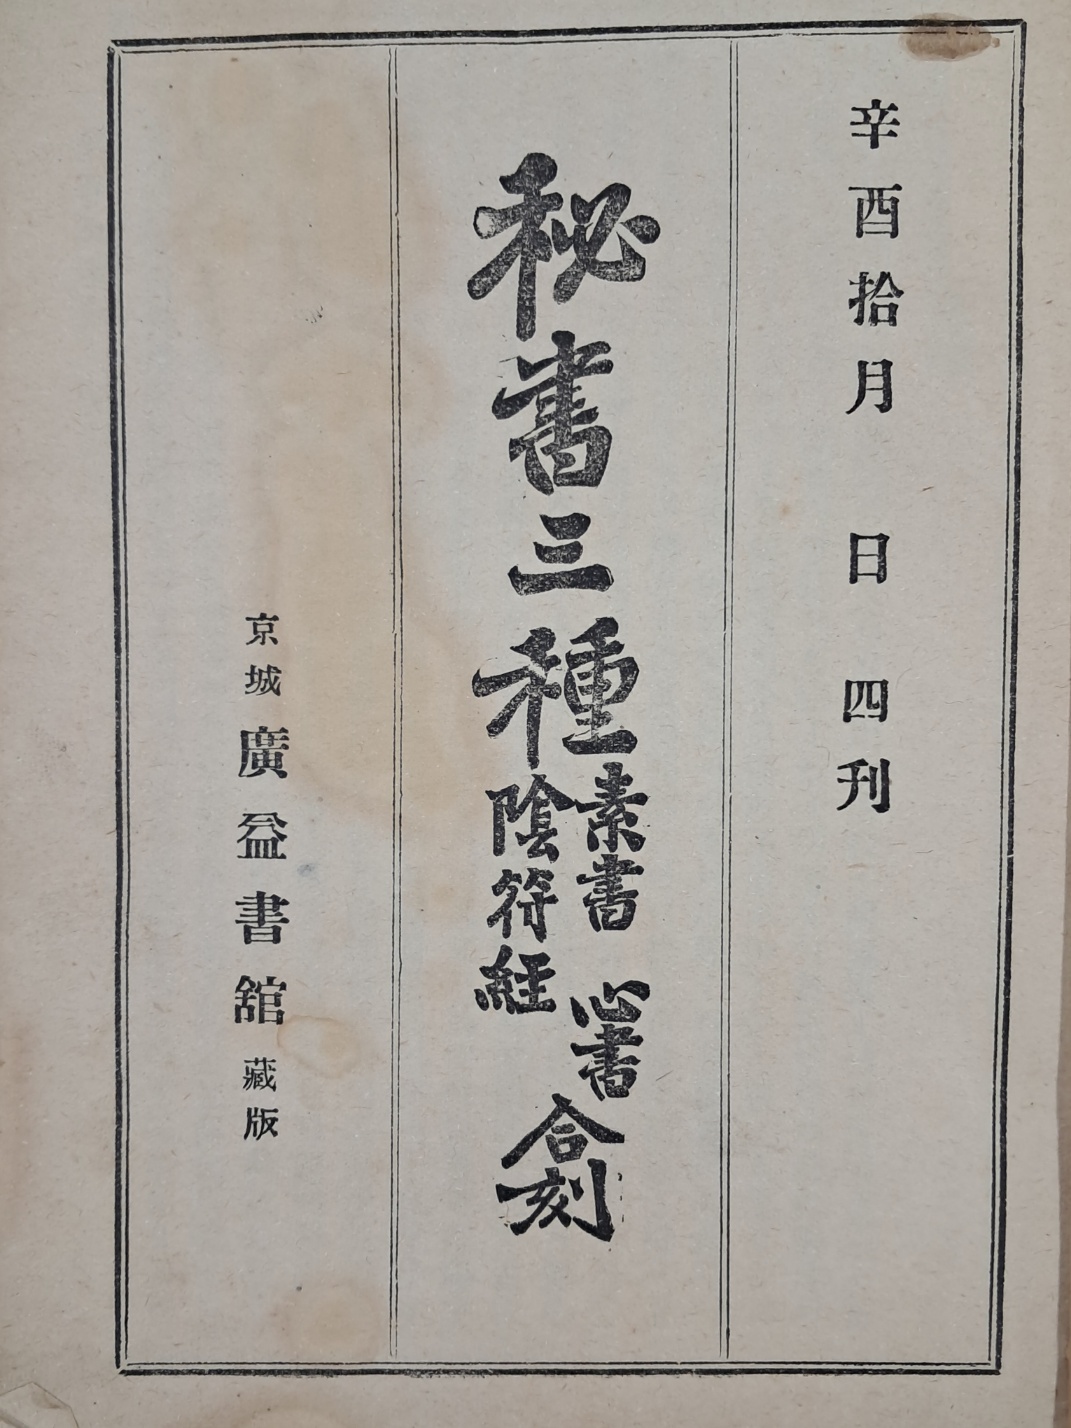 辛酉拾月 日 四刊
秘書三種
素書 心書
陰符經
合刻
京城 廣益書舘 藏版